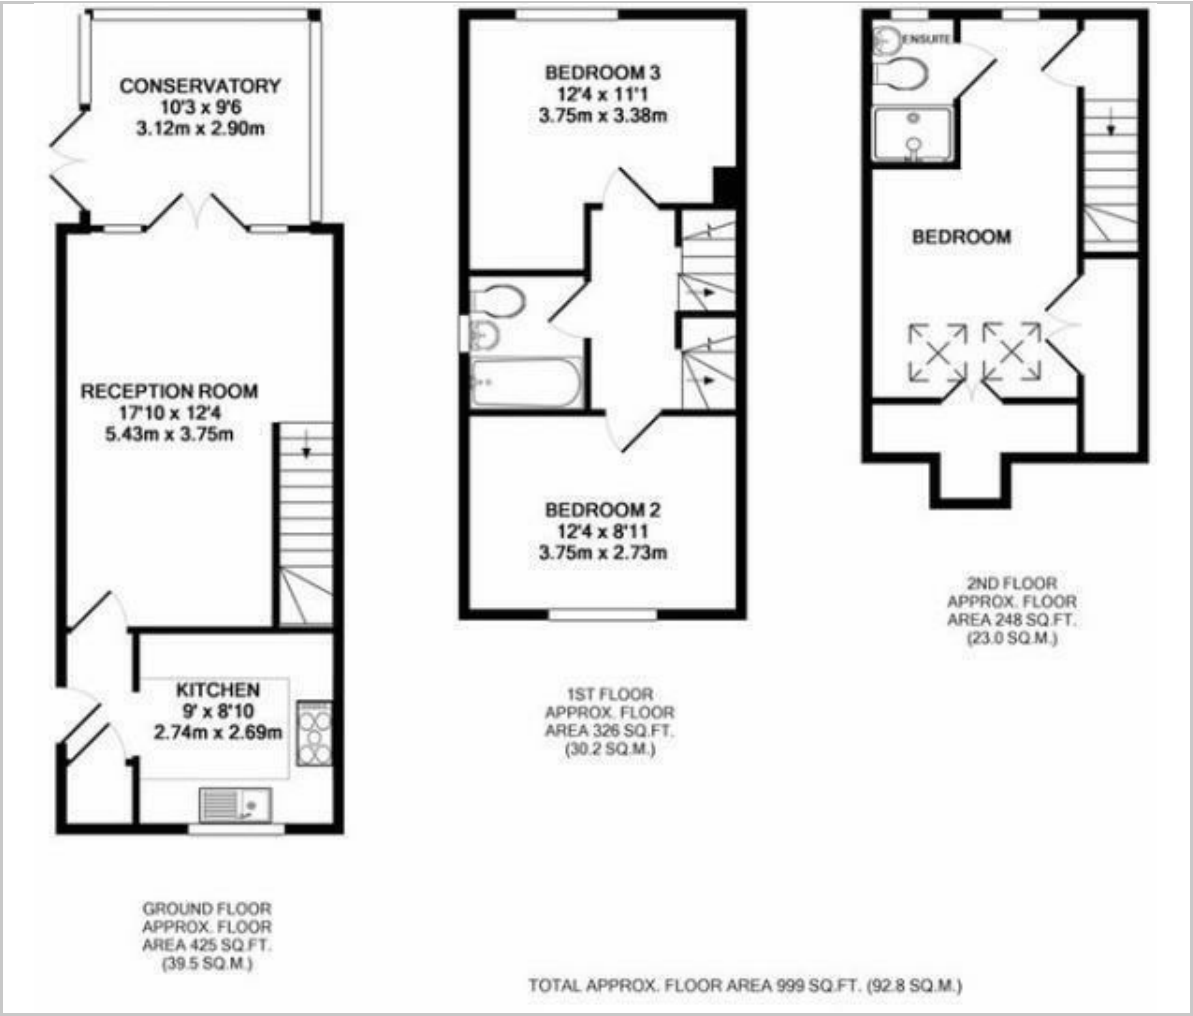 CONSERVATORY
10'3 x 9'6
3.12m x 2.90m
RECEPTION ROOM
17'10 x 12'4
5.43m x 3.75m
KITCHEN
9' x 8'10
2.74m x 2.69m
GROUND FLOOR
APPROX. FLOOR
AREA 425 SQ.FT.
(39.5 SQ.M.)
BEDROOM 3
12'4 x 11'1
3.75m x 3.38m
BEDROOM 2
12'4 x 8'11
3.75m x 2.73m
1ST FLOOR
APPROX. FLOOR
AREA 326 SQ.FT.
(30.2 SQ.M.)
ENSUITE
BEDROOM
2ND FLOOR
APPROX. FLOOR
AREA 248 SQ.FT.
(23.0 SQ.M.)
TOTAL APPROX. FLOOR AREA 999 SQ.FT. (92.8 SQ.M.)